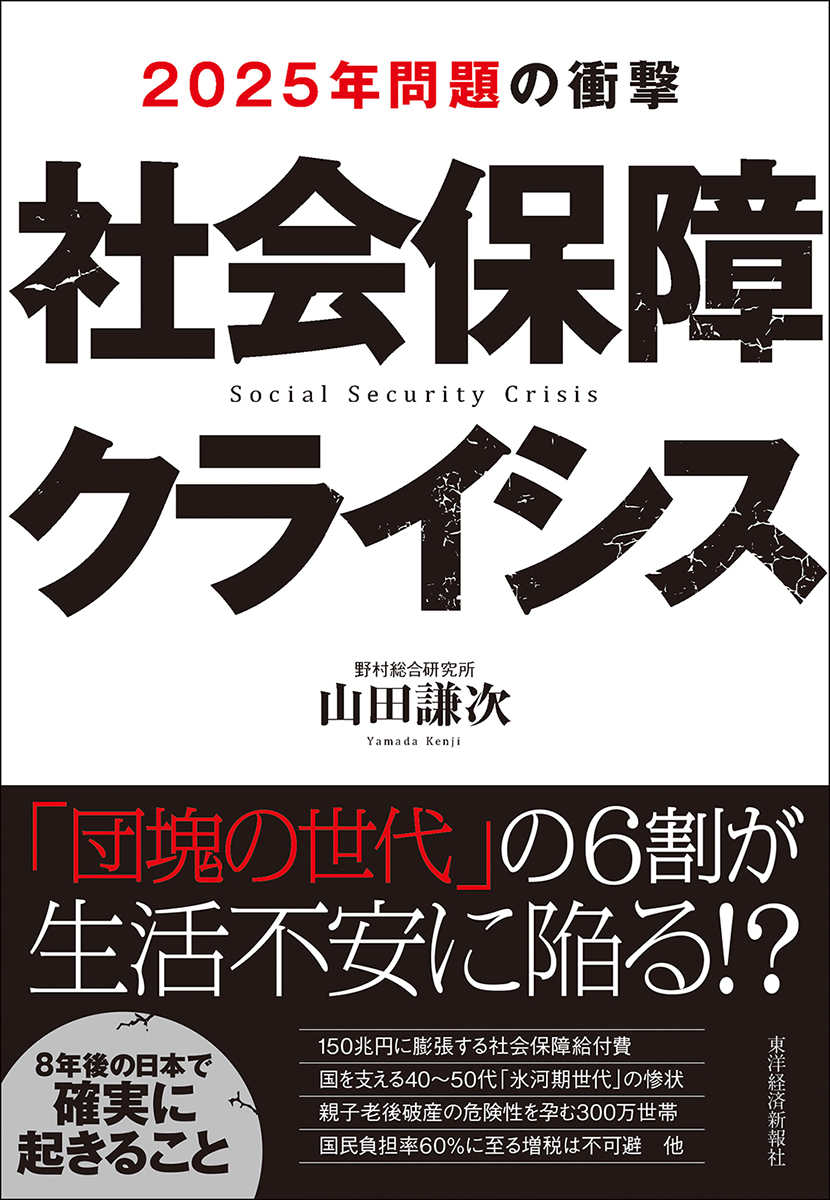 2025年問題の衝撃
社会保障
Social Security Crisis
クライシス
野村総合研究所
山田謙次
Yamada Kenji
「団塊の世代」の6割が
生活不安に陥る!?
8年後の日本で
確実に
起きること
150兆円に膨張する社会保障給付費
国を支える40〜50代「氷河期世代」の惨状
親子老後破産の危険性を孕む300万世帯
国民負担率60%に至る増税は不可避　他
東洋経済新報社